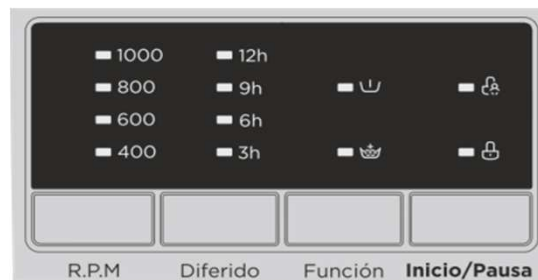 1000 12h
800 9h
600 6h
400 3h
R.P.M Diferido Función Inicio/Pausa